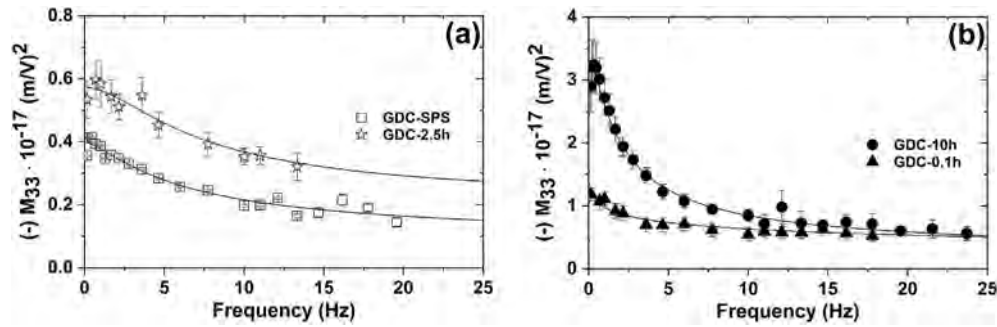 (a)
(-) M33 · 10-17 (m/V)2
0.8
0.6
0.4
0.2
0.0
GDC-SPS
GDC-2.5h
0 5 10 15 20 25
Frequency (Hz)
(b)
(-) M33 · 10-17 (m/V)2
4
3
2
1
0
GDC-10h
GDC-0,1h
0 5 10 15 20 25
Frequency (Hz)